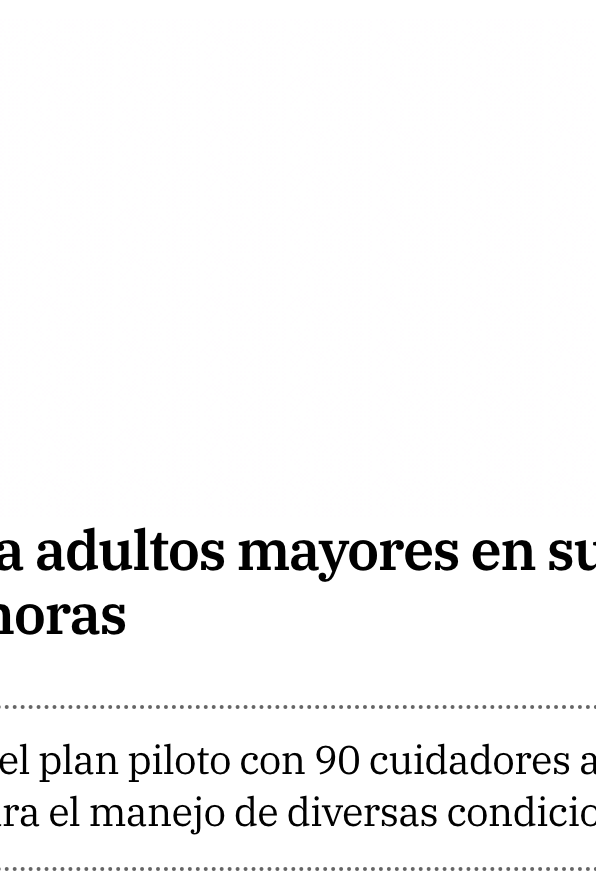 a adultos mayores en su
horas
el plan piloto con 90 cuidadores a
ra el manejo de diversas condicio